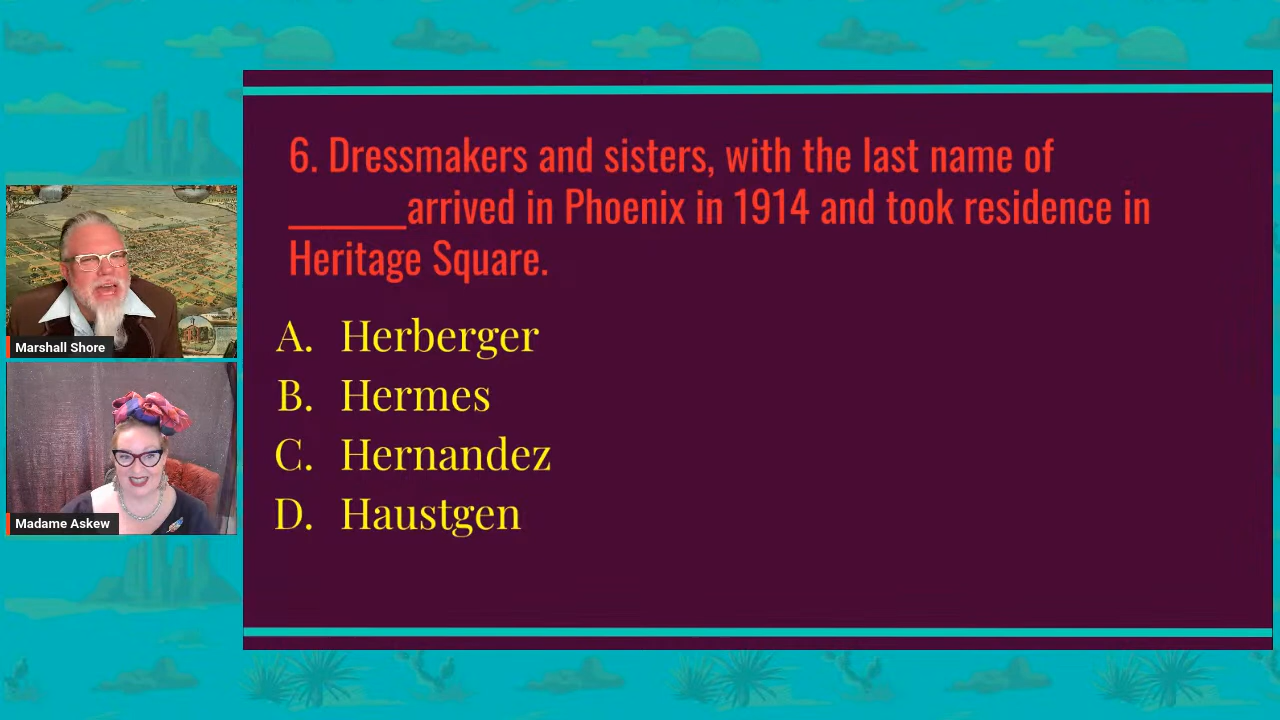 6. Dressmakers and sisters, with the last name of
______arrived in Phoenix in 1914 and took residence in
Heritage Square.
A. Herberger
B. Hermes
C. Hernandez
D. Haustgen
Marshall Shore
Madame Askew